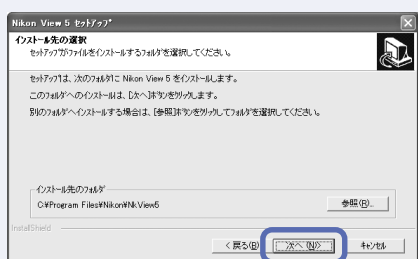 Nikon View 5 セットアップ
インストール先の選択
セットアップがファイルをインストールするフォルダを選択してください。
セットアップは、次のフォルダに Nikon View 5 をインストールします。
このフォルダへのインストールは、[次へ]ボタンをクリックします。
別のフォルダへインストールする場合は、[参照]ボタンをクリックしてフォルダを選択してください。
インストール先のフォルダ
C:¥Program Files¥Nikon¥NkView5
参照(R)...
InstallShield
< 戻る(B) 次へ(N)> キャンセル